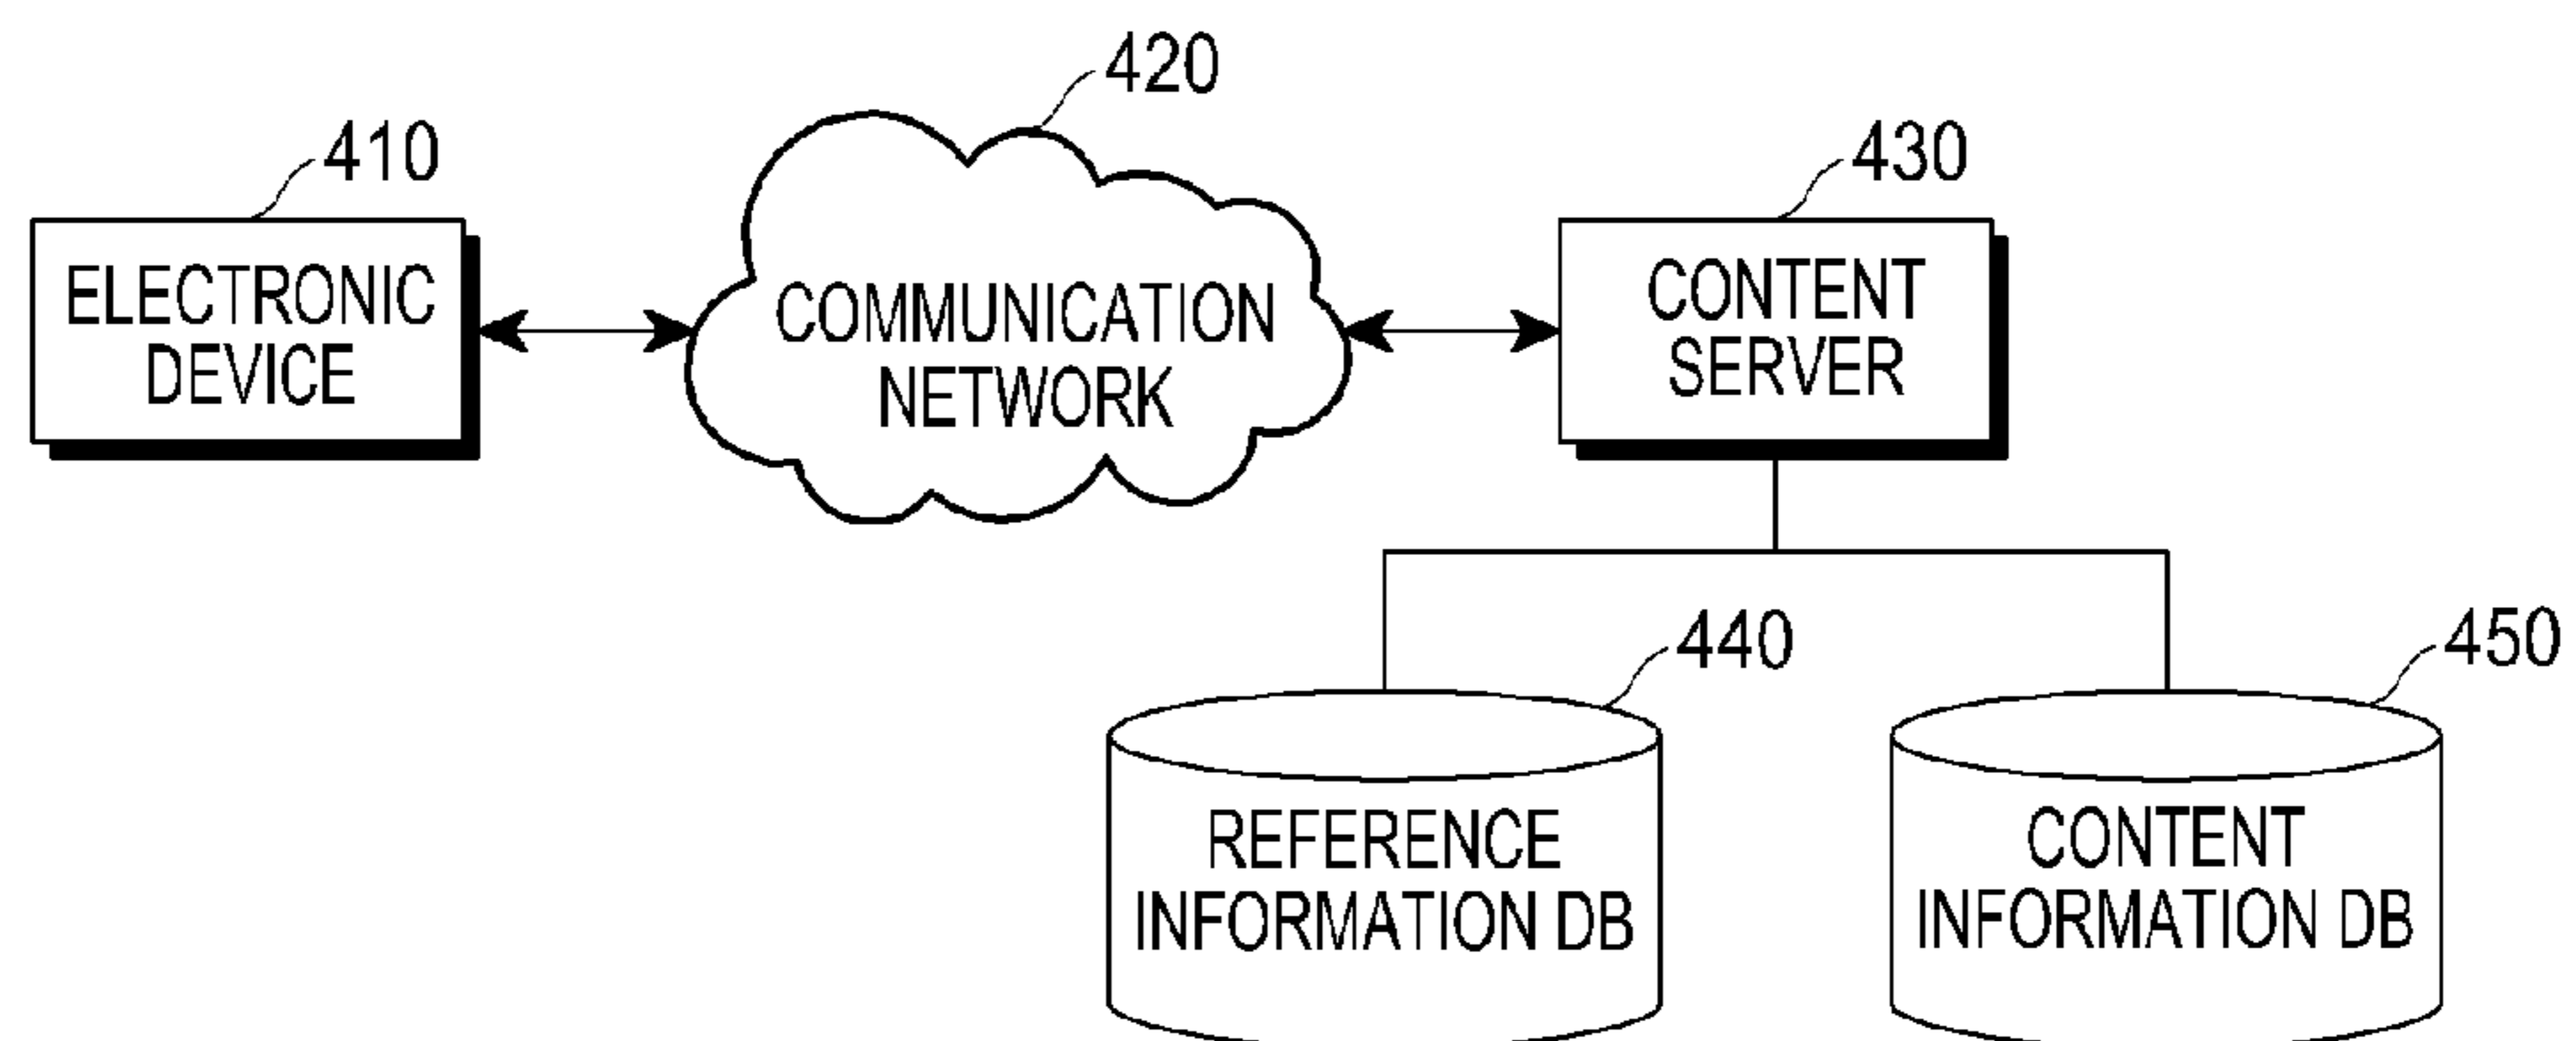 420
410
430
ELECTRONIC
DEVICE
COMMUNICATION
NETWORK
CONTENT
SERVER
440
450
REFERENCE
INFORMATION DB
CONTENT
INFORMATION DB